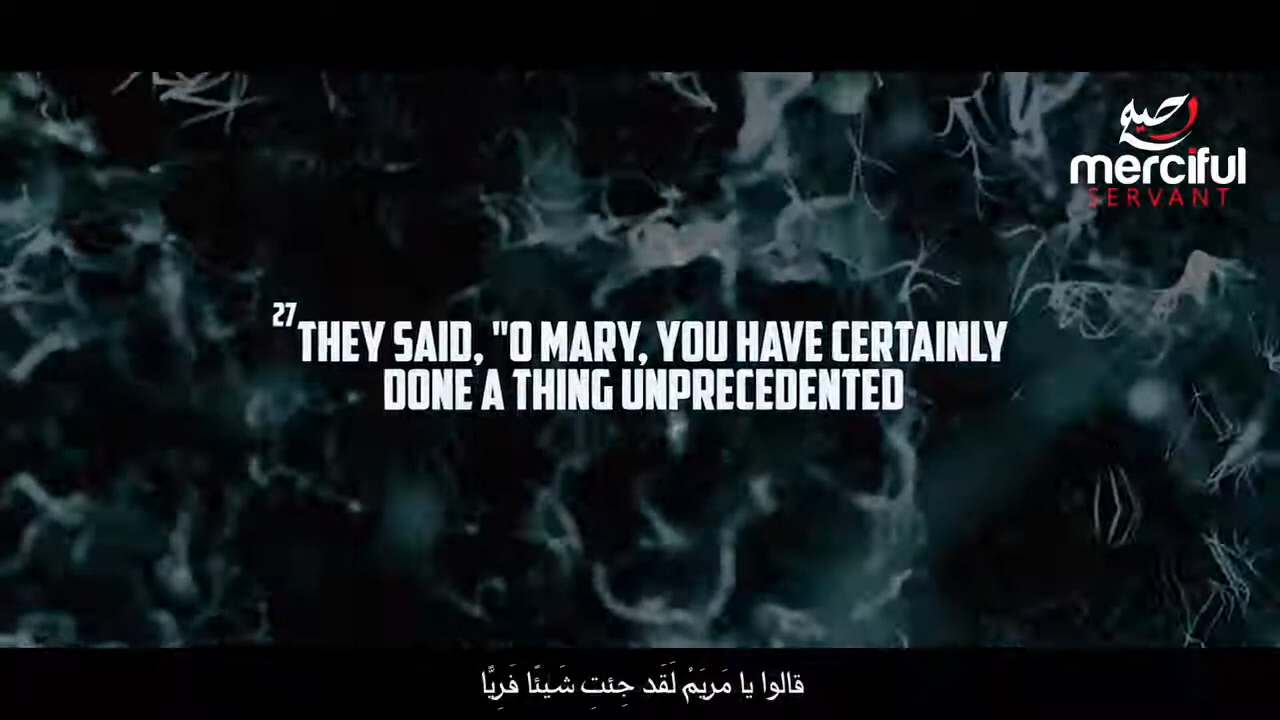 رحيم
merciful
SERVANT
27 THEY SAID, "O MARY, YOU HAVE CERTAINLY
DONE A THING UNPRECEDENTED
قالوا يا مَريَمُ لَقَد جِئتِ شَيئًا فَرِيًّا